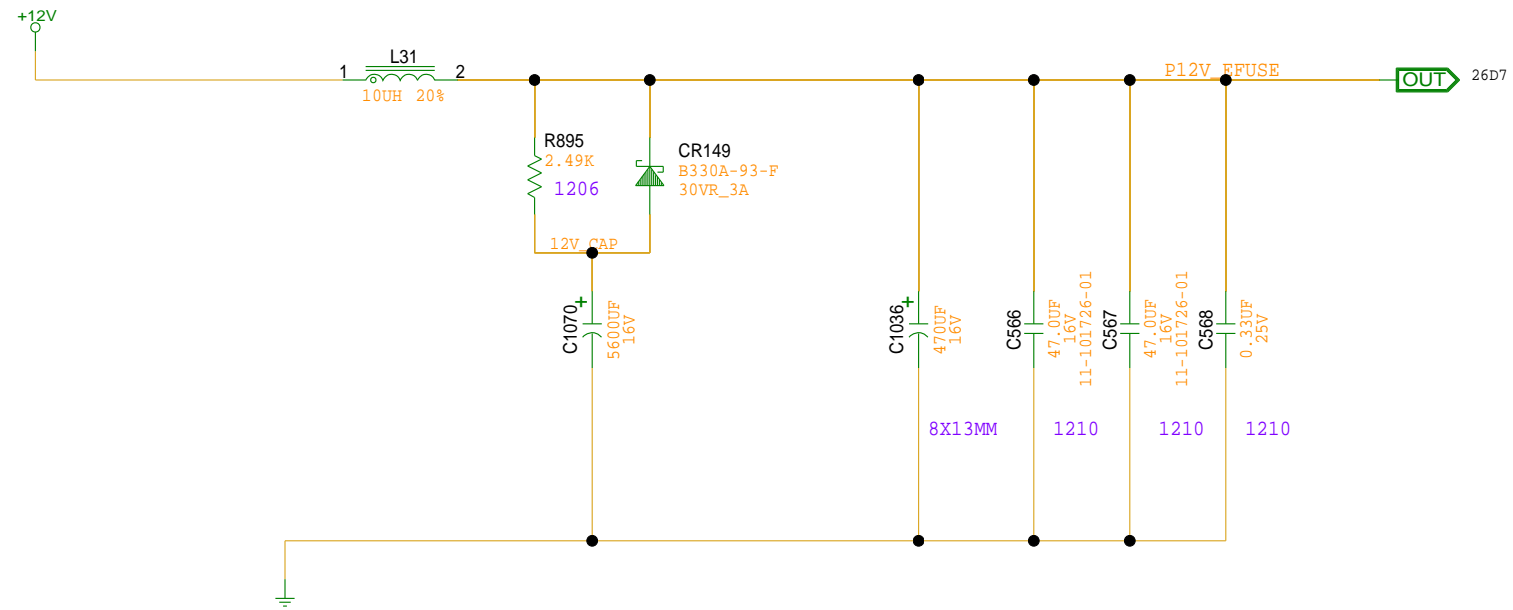 +12V
L31
1
2
10UH 20%
P12V_EFUSE
OUT
26D7
R895
2.49K
1206
CR149
B330A-93-F
30VR_3A
12V_CAP
C1070
+
5600UF
16V
C1036
+
470UF
16V
C566
47.0UF
16V
11-101726-01
C567
47.0UF
16V
11-101726-01
C568
0.33UF
25V
8X13MM
1210
1210
1210